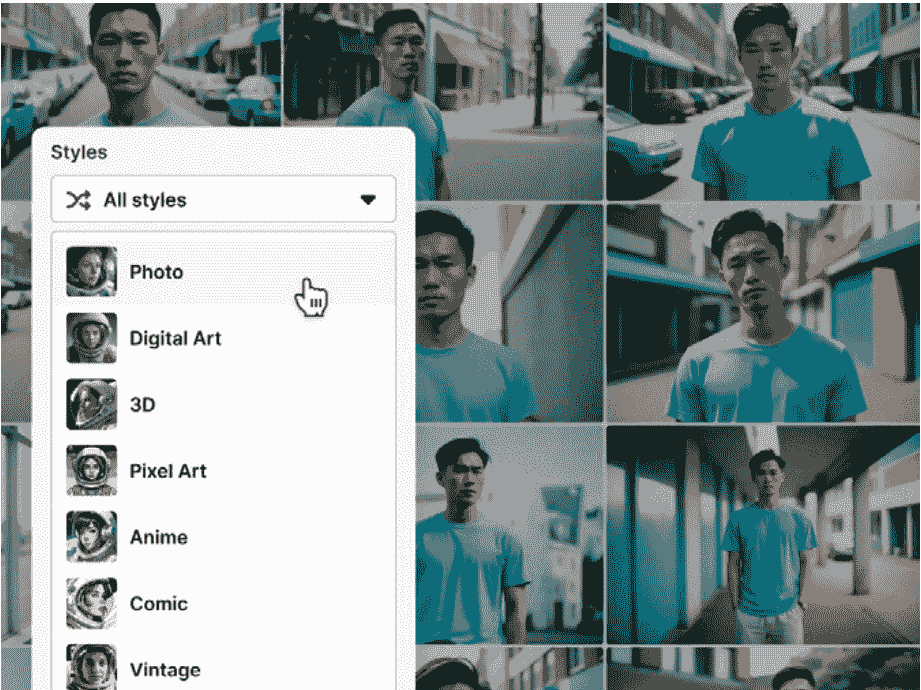 Styles
All styles
Photo
Digital Art
3D
Pixel Art
Anime
Comic
Vintage